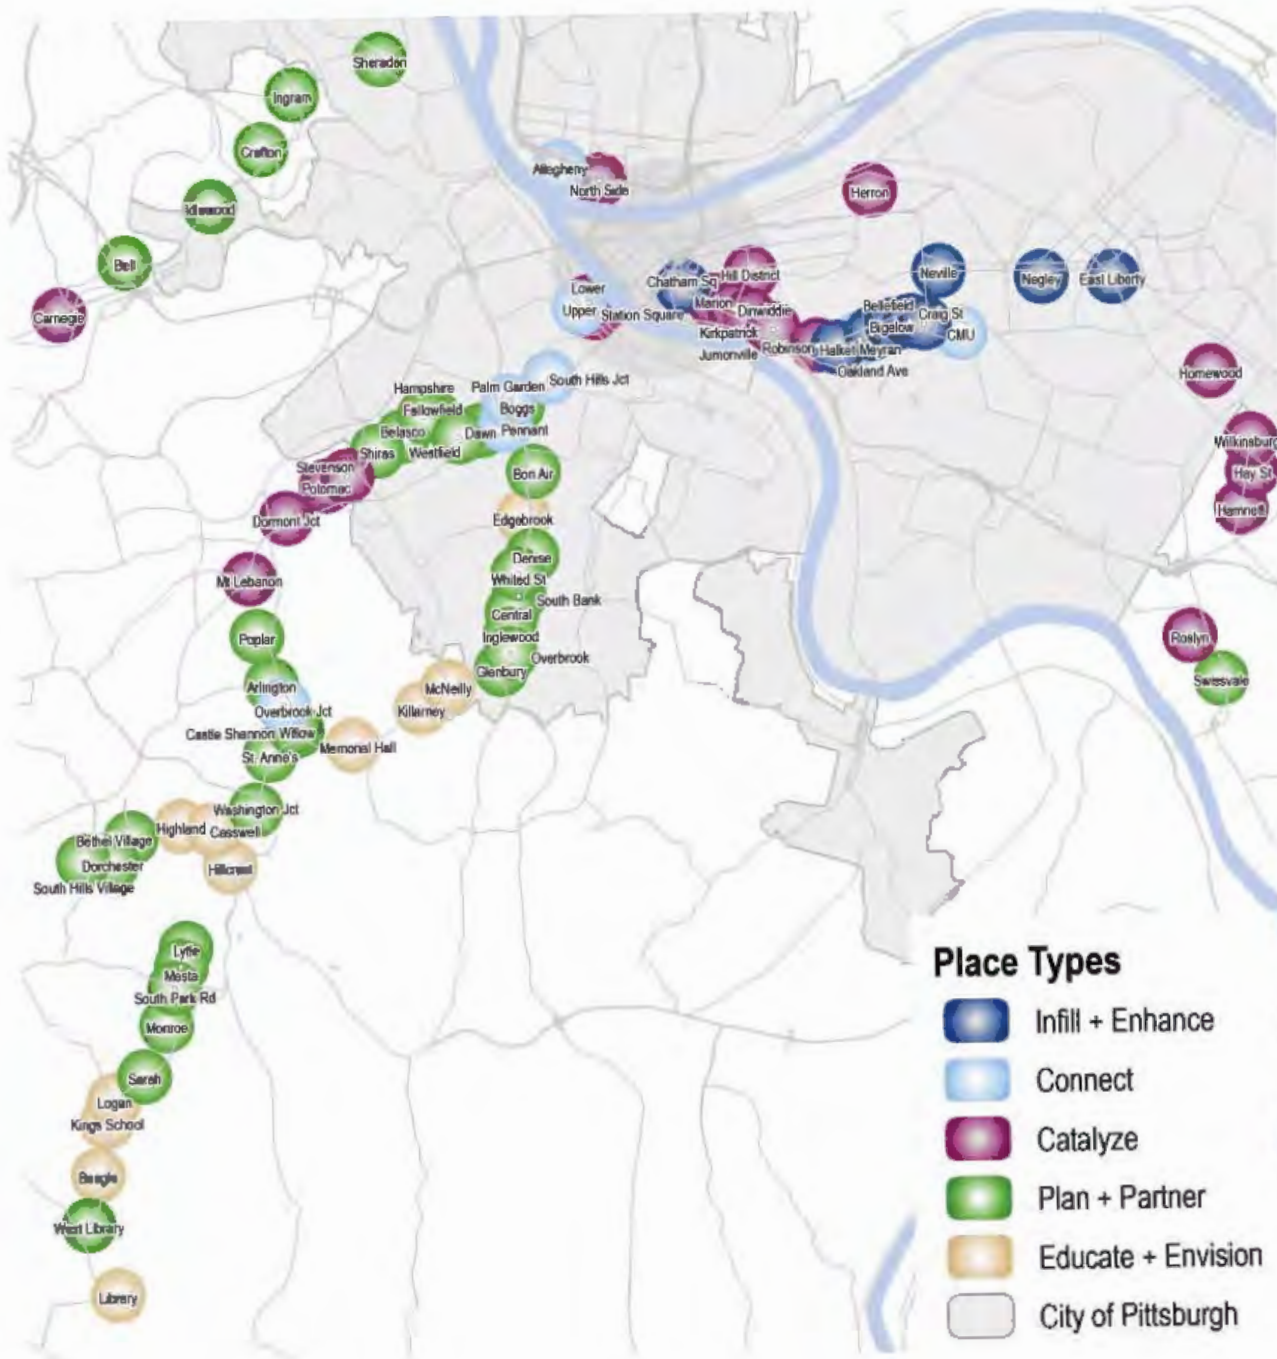 Sheraden
Ingram
Crafton
Idlewood
Bell
Carnegie
Allegheny
North Side
Herron
Lower
Upper
Station Square
Chatham Sq
Hill District
Marion
Dinwiddie
Kirkpatrick
Jumonville
Robinson
Halket
Meyran
Oakland Ave
Bellefield
Bigelow
Craig St
CMU
Neville
Negley
East Liberty
Homewood
Wilkinsburg
Hay St
Hamnett
Roslyn
Swissvale
South Hills Jct
Palm Garden
Boggs
Pennant
Dawn
Hampshire
Fallowfield
Belasco
Westfield
Shiras
Stevenson
Potomac
Dormont Jct
Mt Lebanon
Poplar
Arlington
Overbrook Jct
Castle Shannon
Willow
St. Anne's
Memorial Hall
Killarney
McNeilly
Bon Air
Edgebrook
Denise
Whited St
South Bank
Central
Inglewood
Overbrook
Glenbury
Washington Jct
Highland
Casswell
Hillcrest
Bethel Village
Dorchester
South Hills Village
Lytle
Mesta
South Park Rd
Monroe
Sarah
Logan
Kings School
Beagle
West Library
Library
Place Types
Infill + Enhance
Connect
Catalyze
Plan + Partner
Educate + Envision
City of Pittsburgh